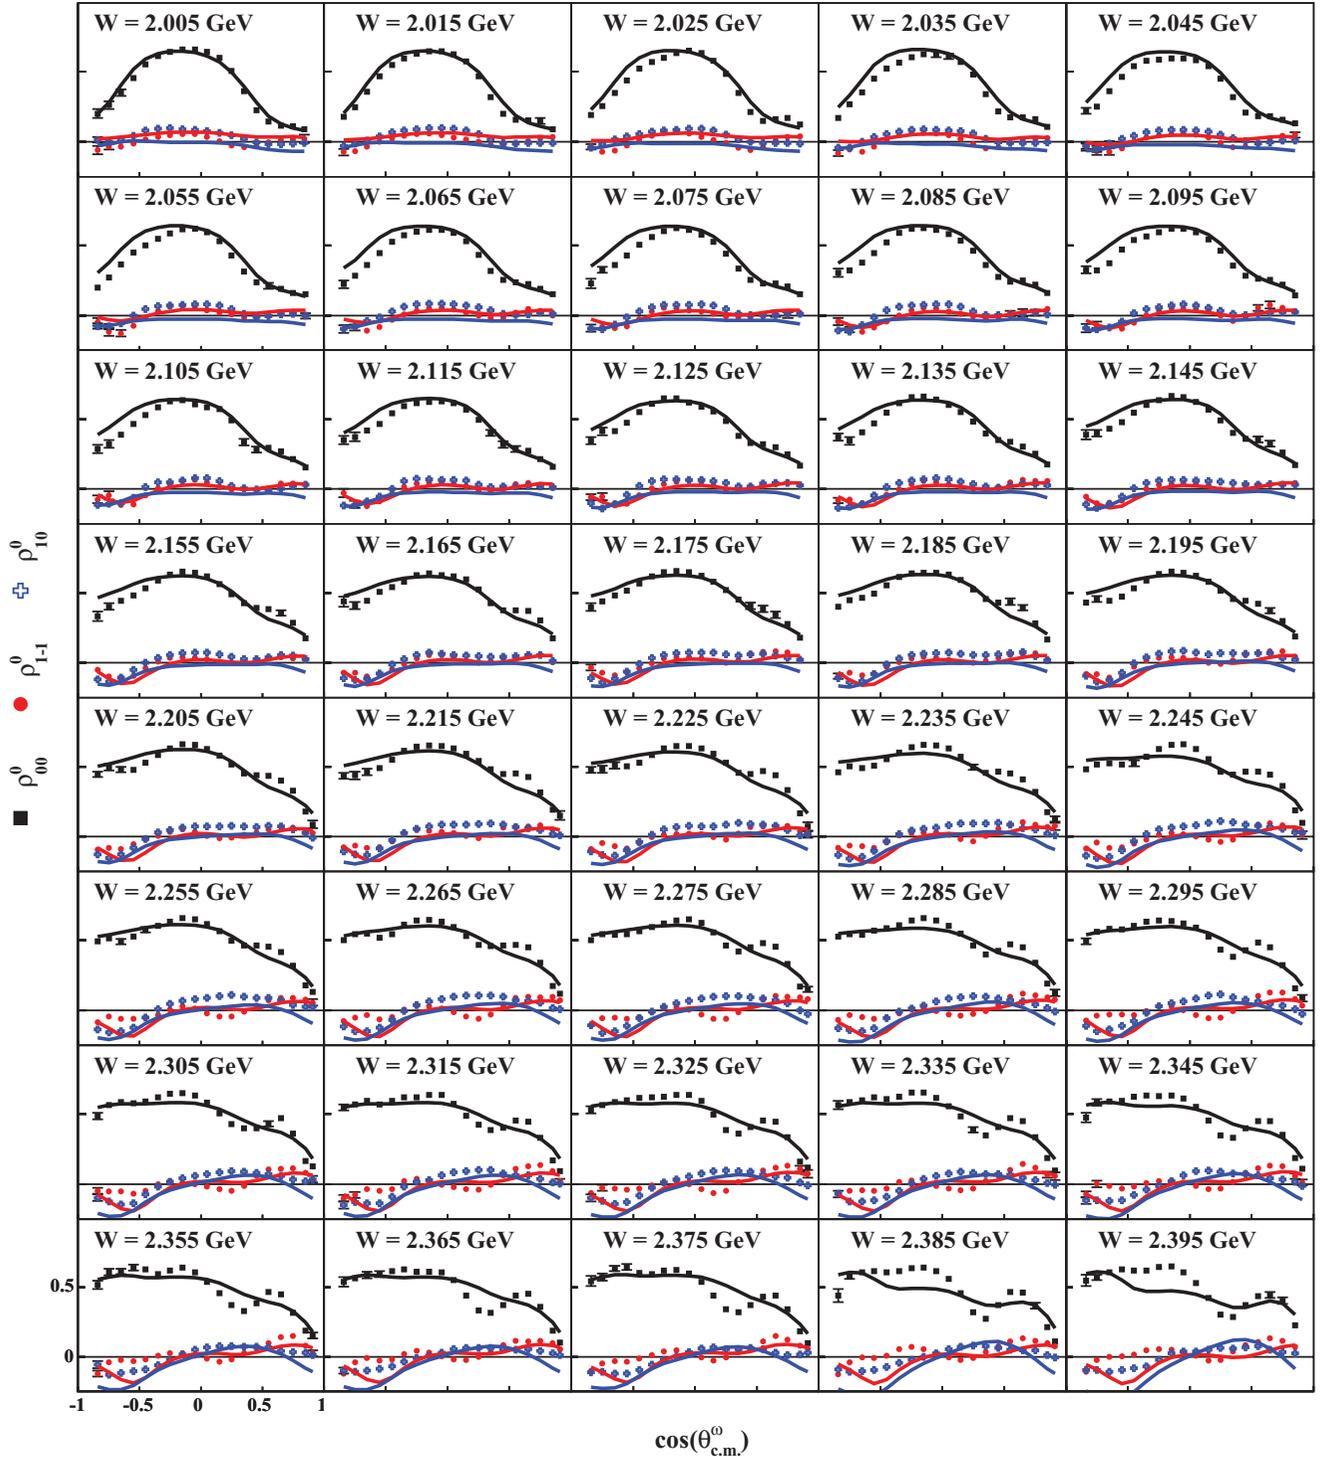 W = 2.005 GeV
W = 2.015 GeV
W = 2.025 GeV
W = 2.035 GeV
W = 2.045 GeV
W = 2.055 GeV
W = 2.065 GeV
W = 2.075 GeV
W = 2.085 GeV
W = 2.095 GeV
W = 2.105 GeV
W = 2.115 GeV
W = 2.125 GeV
W = 2.135 GeV
W = 2.145 GeV
W = 2.155 GeV
W = 2.165 GeV
W = 2.175 GeV
W = 2.185 GeV
W = 2.195 GeV
W = 2.205 GeV
W = 2.215 GeV
W = 2.225 GeV
W = 2.235 GeV
W = 2.245 GeV
W = 2.255 GeV
W = 2.265 GeV
W = 2.275 GeV
W = 2.285 GeV
W = 2.295 GeV
W = 2.305 GeV
W = 2.315 GeV
W = 2.325 GeV
W = 2.335 GeV
W = 2.345 GeV
W = 2.355 GeV
W = 2.365 GeV
W = 2.375 GeV
W = 2.385 GeV
W = 2.395 GeV
ρ⁰₀₀ ρ⁰₁₋₁ ρ⁰₁₀
0.5
0
-1 -0.5 0 0.5 1
cos(θ^ω_c.m.)